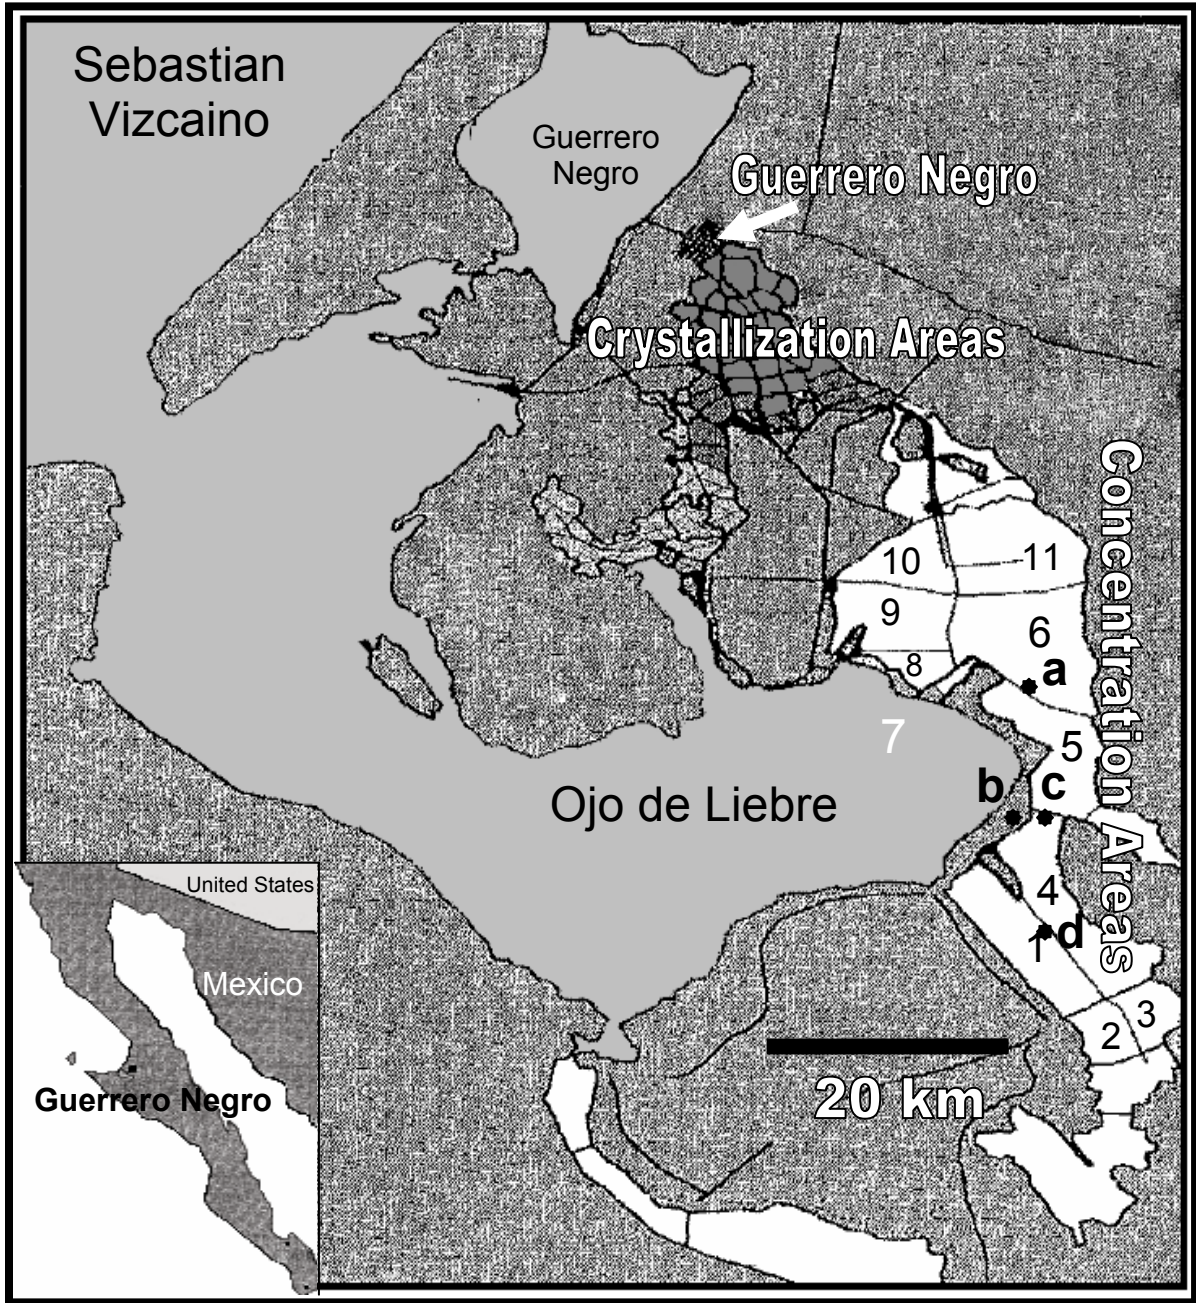 Sebastian
Vizcaino
Guerrero
Negro
Guerrero Negro
Crystallization Areas
Concentration Areas
10
11
9
6
8
a
7
5
b
c
Ojo de Liebre
4
d
1
3
2
20 km
United States
Mexico
Guerrero Negro